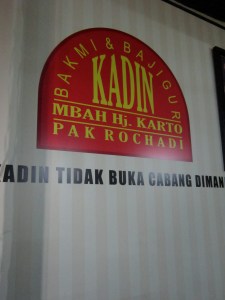 BAKMI & BAJIGUR
KADIN
MBAH Hj. KARTO
PAK ROCHADI
KADIN TIDAK BUKA CABANG DIMAN